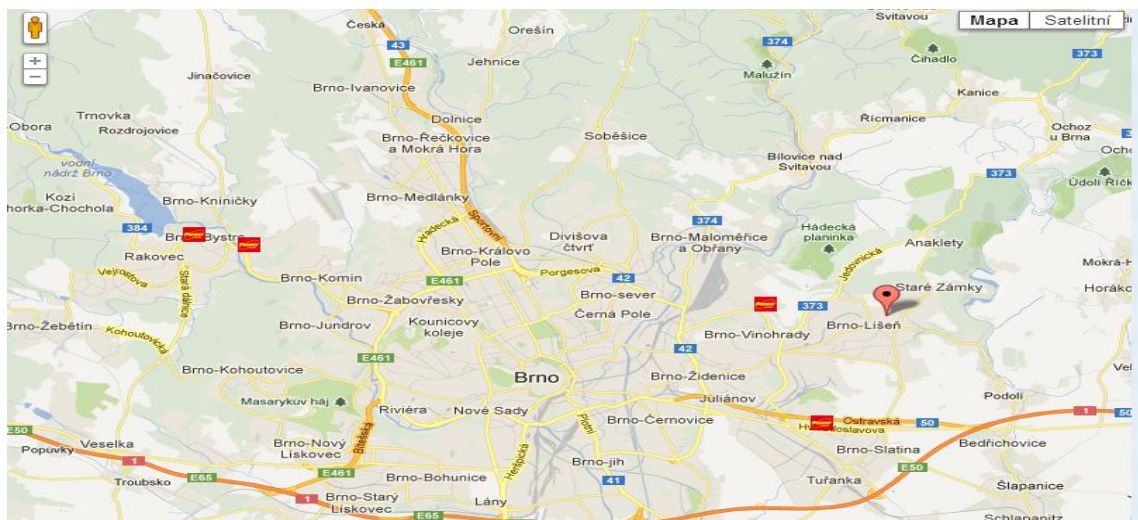 Česká
Orešín
Svitavou
Mapa
Satelitní
43
374
E461
Jehnice
373
Čihadlo
Jinačovice
Malužín
Brno-Ivanovice
Kanice
Trnovka
Rozdrojovice
Dolnice
-Obora
Brno-Řečkovice
a Mokrá Hora
Soběšice
Řícmanice
Ochoz
u Brna
vodní
nádrž Brno
Bílovice nad
Svitavou
373
Údolí Říčk
Kozí
horka-Chochola
Brno-Kníničky
Brno-Medlánky
384
374
Hádecká
planinka
Hradecká
Sportovní
Divišova
čtvrť
Brno-Maloměřice
a Obřany
Anaklety
Rakovec
Brno-Královo
Pole
Jedovnická
Mokrá-H
Horáko
Veľ
Stará dálnice
Brno-Komín
E461
Porgesova
42
Staré Zámky
Brno-Žabovřesky
Brno-sever
373
Brno-Žebětín
Kohoutovická
Brno-Jundrov
Kounicovy
koleje
Černá Pole
Brno-Vinohrady
Brno-Líšeň
E461
42
Brno-Kohoutovice
Brno
Brno-Židenice
Masarykův háj
Juliánov
Podolí
Riviéra
Nové Sady
Brno-Černovice
Ostravská
50
1
50
E50
Veselka
Popůvky
Brno-Nový
Lískovec
Bítešská
Heršpická
Plotní
Brno-Slatina
Bedřichovice
1
E461
Brno-jih
E50
Troubsko
E65
Brno-Bohunice
41
Tuřanka
Šlapanice
1
Brno-Starý
Lískovec
Lány
E65
Schlapanitz